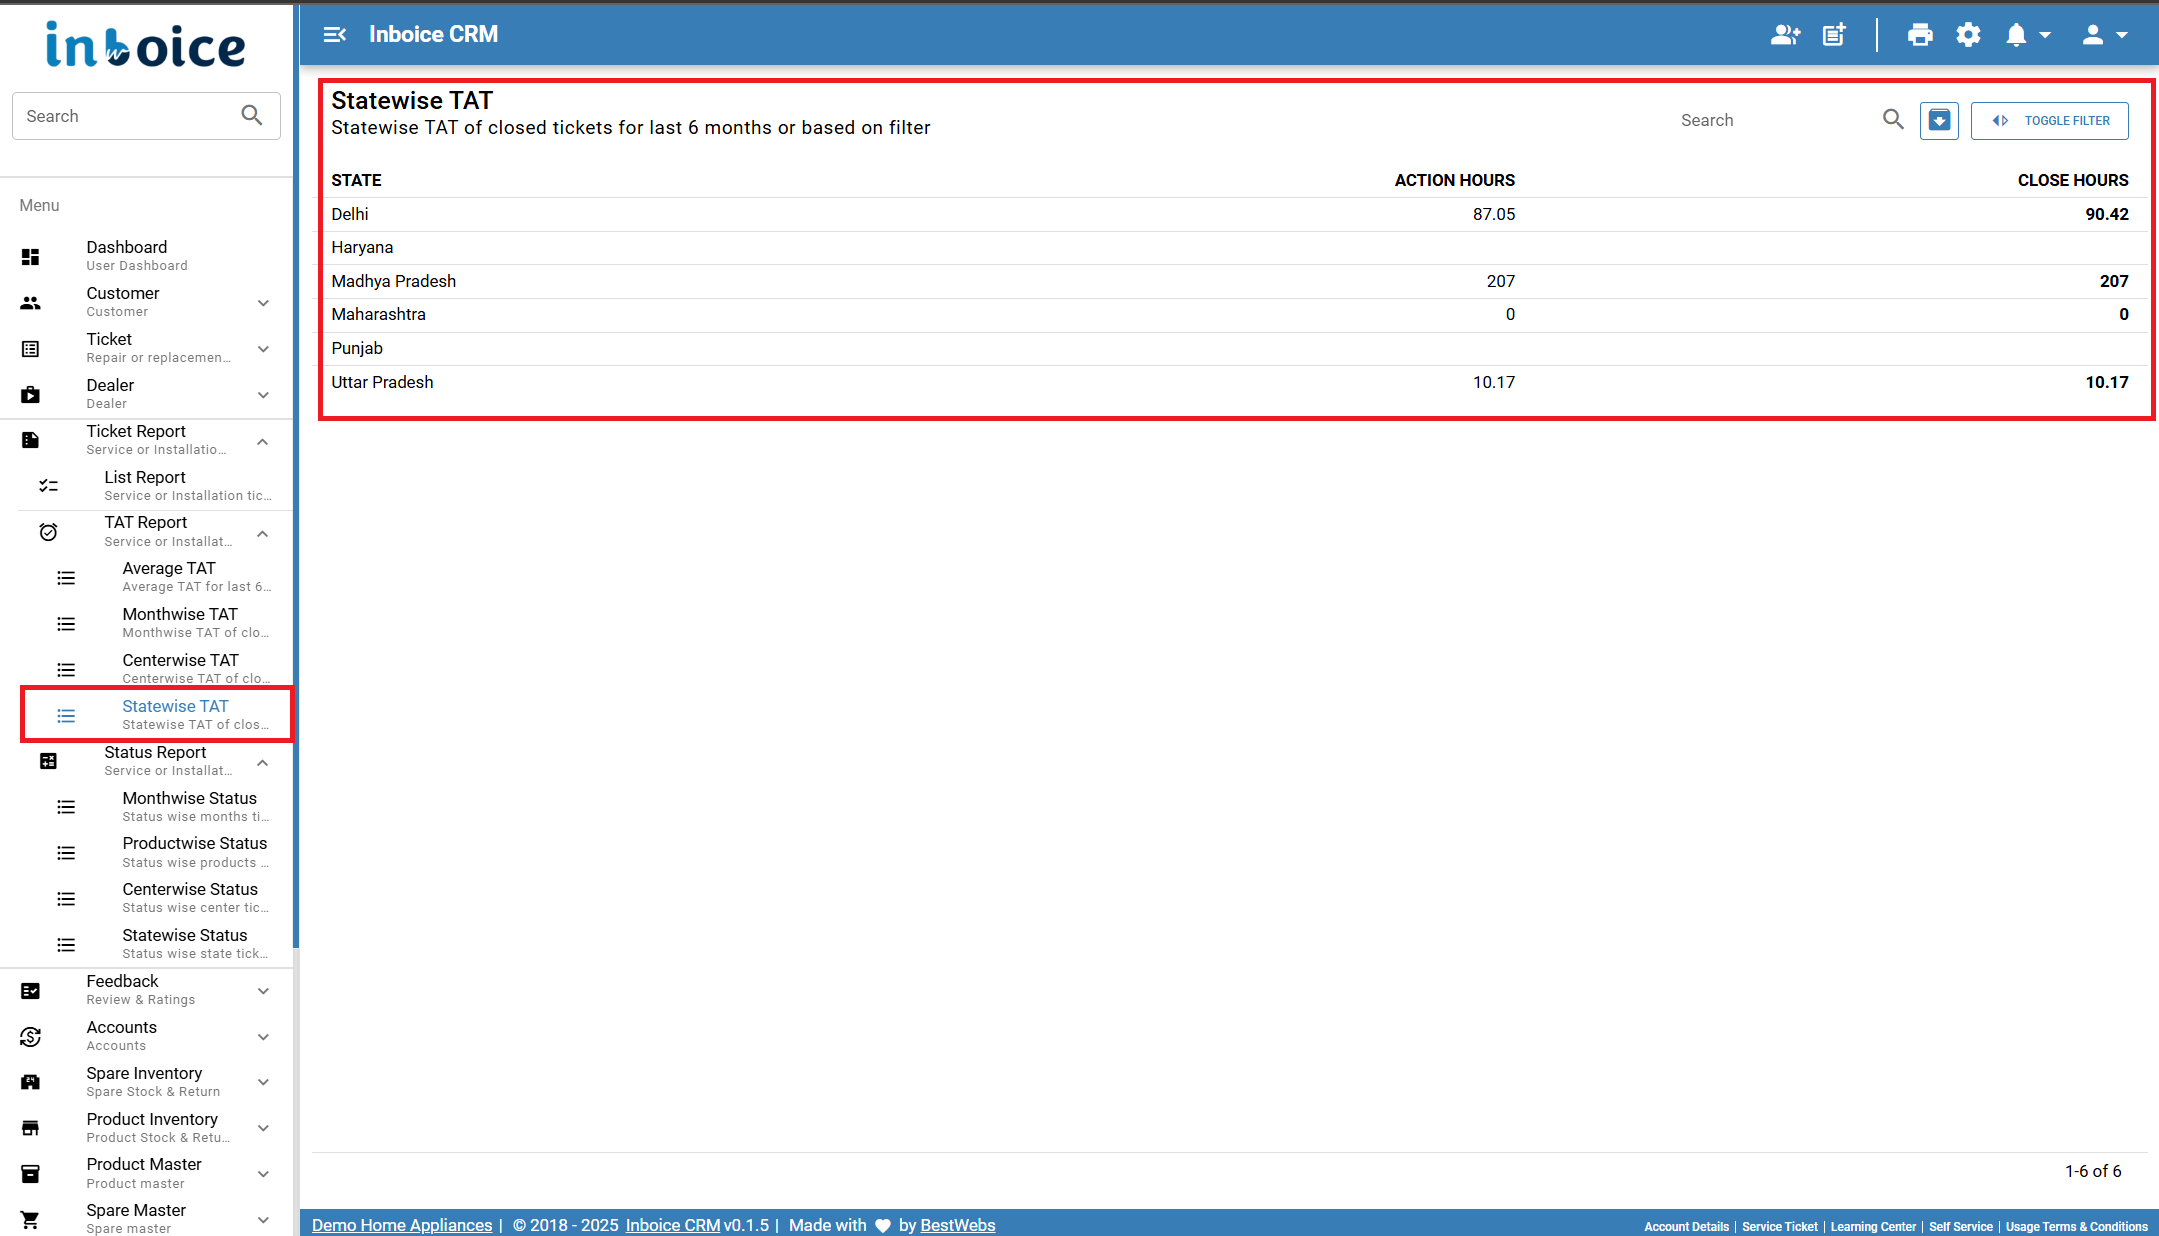 inboice
Inboice CRM
Search
Menu
Dashboard
User Dashboard
Customer
Customer
Ticket
Repair or replacemen...
Dealer
Dealer
Ticket Report
Service or Installatio...
List Report
Service or Installation tic...
TAT Report
Service or Installat...
Average TAT
Average TAT for last 6...
Monthwise TAT
Monthwise TAT of clo...
Centerwise TAT
Centerwise TAT of clo...
Statewise TAT
Statewise TAT of clos...
Status Report
Service or Installat...
Monthwise Status
Status wise months ti...
Productwise Status
Status wise products ...
Centerwise Status
Status wise center tic...
Statewise Status
Status wise state tick...
Feedback
Review & Ratings
Accounts
Accounts
Spare Inventory
Spare Stock & Return
Product Inventory
Product Stock & Retu...
Product Master
Product master
Spare Master
Spare master
Statewise TAT
Statewise TAT of closed tickets for last 6 months or based on filter
Search
TOGGLE FILTER
STATE ACTION HOURS CLOSE HOURS
Delhi 87.05 90.42
Haryana
Madhya Pradesh 207 207
Maharashtra 0 0
Punjab
Uttar Pradesh 10.17 10.17
1-6 of 6
Demo Home Appliances | © 2018 - 2025 Inboice CRM v0.1.5 | Made with ♥ by BestWebs
Account Details | Service Ticket | Learning Center | Self Service | Usage Terms & Conditions